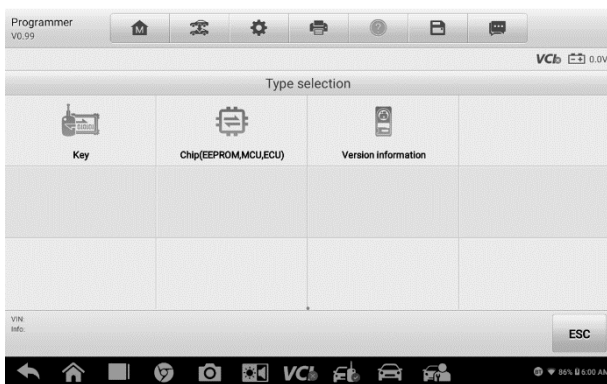 Programmer
V0.99
M
VCI 0.0V
Type selection
Key
Chip(EEPROM,MCU,ECU)
Version information
VIN:
Info:
ESC
VCI
86% 6:00 AM